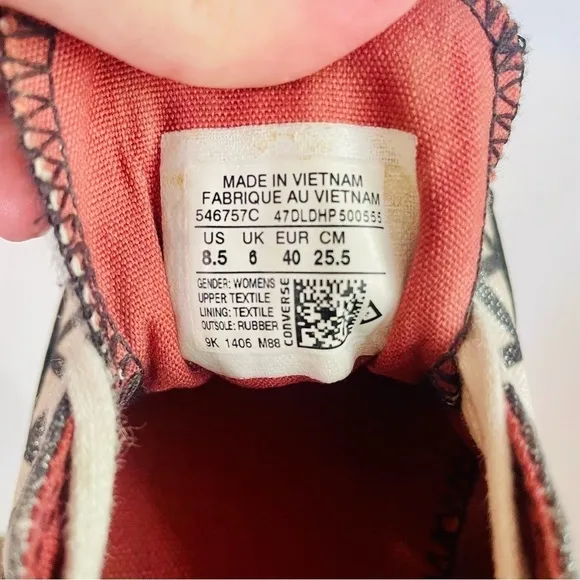 MADE IN VIETNAM
FABRIQUE AU VIETNAM
546757C 47DLDHP500555
US UK EUR CM
8.5 6 40 25.5
GENDER: WOMENS
UPPER TEXTILE
LINING: TEXTILE
OUTSOLE: RUBBER
9K 1406 M88
CONVERSE